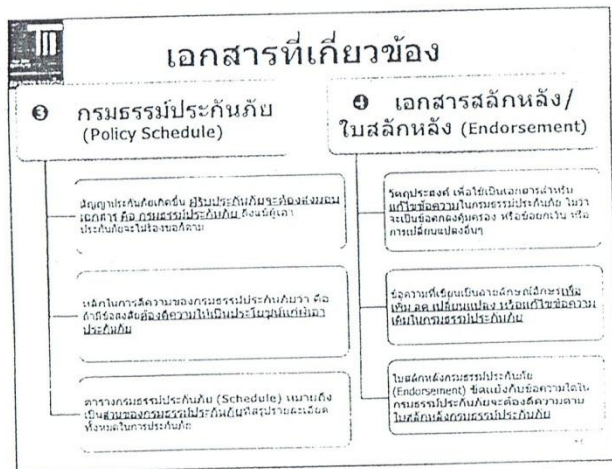 เอกสารที่เกี่ยวข้อง
❸ กรมธรรม์ประกันภัย
(Policy Schedule)
สัญญาประกันภัยเกิดขึ้น ผู้รับประกันภัยจะต้องส่งมอบ
เอกสาร คือ กรมธรรม์ประกันภัย ถึงแม้ผู้เอา
ประกันภัยจะไม่ร้องขอก็ตาม
หลักในการตีความของกรมธรรม์ประกันภัยว่า คือ
ถ้ามีข้อสงสัยต้องตีความให้เป็นประโยชน์แก่ผู้เอา
ประกันภัย
ตารางกรมธรรม์ประกันภัย (Schedule) หมายถึง
เป็นส่วนของกรมธรรม์ประกันภัยที่สรุปรายละเอียด
ทั้งหมดในการประกันภัย
❹ เอกสารสลักหลัง/
ใบสลักหลัง (Endorsement)
วัตถุประสงค์ เพื่อใช้เป็นเอกสารสำหรับ
แก้ไขข้อความในกรมธรรม์ประกันภัย ไม่ว่า
จะเป็นข้อตกลงคุ้มครอง หรือข้อยกเว้น หรือ
การเปลี่ยนแปลงอื่นๆ
ข้อความที่เขียนเป็นลายลักษณ์อักษรเพื่อ
เพิ่ม ลด เปลี่ยนแปลง หรือแก้ไขข้อความ
เดิมในกรมธรรม์ประกันภัย
ใบสลักหลังกรมธรรม์ประกันภัย
(Endorsement) ขัดแย้งกับข้อความใดใน
กรมธรรม์ประกันภัยจะต้องตีความตาม
ใบสลักหลังกรมธรรม์ประกันภัย